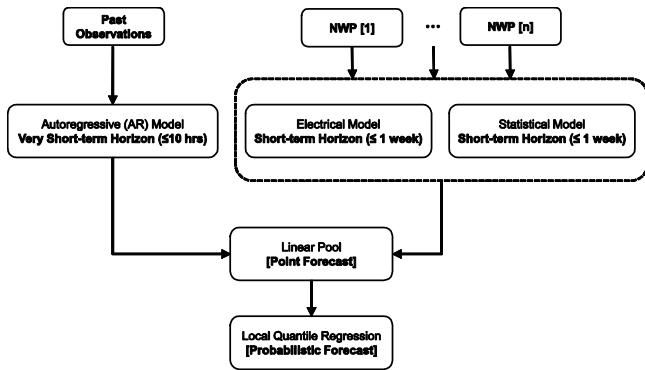 Past
Observations
NWP [1]
...
NWP [n]
Autoregressive (AR) Model
Very Short-term Horizon (≤10 hrs)
Electrical Model
Short-term Horizon (≤ 1 week)
Statistical Model
Short-term Horizon (≤ 1 week)
Linear Pool
[Point Forecast]
Local Quantile Regression
[Probabilistic Forecast]